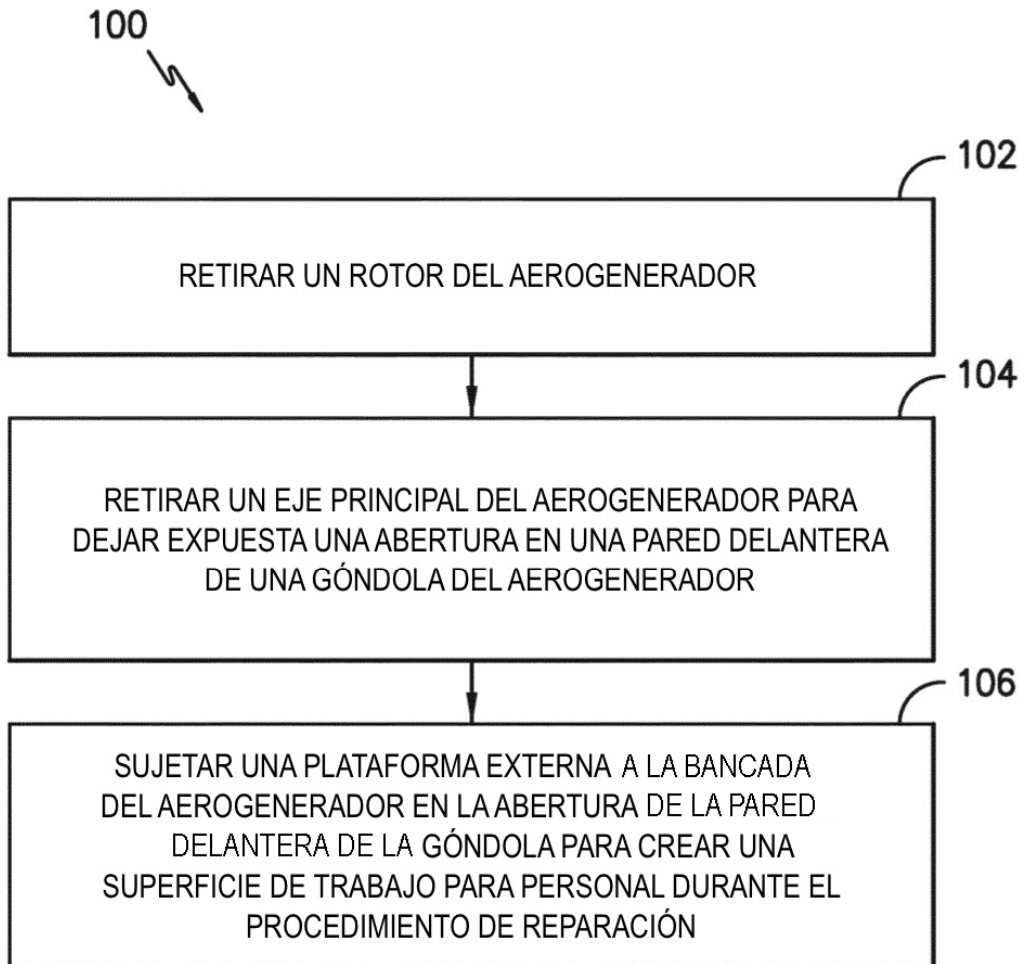 100
102
RETIRAR UN ROTOR DEL AEROGENERADOR
104
RETIRAR UN EJE PRINCIPAL DEL AEROGENERADOR PARA
DEJAR EXPUESTA UNA ABERTURA EN UNA PARED DELANTERA
DE UNA GÓNDOLA DEL AEROGENERADOR
106
SUJETAR UNA PLATAFORMA EXTERNA A LA BANCADA
DEL AEROGENERADOR EN LA ABERTURA DE LA PARED
DELANTERA DE LA GÓNDOLA PARA CREAR UNA
SUPERFICIE DE TRABAJO PARA PERSONAL DURANTE EL
PROCEDIMIENTO DE REPARACIÓN